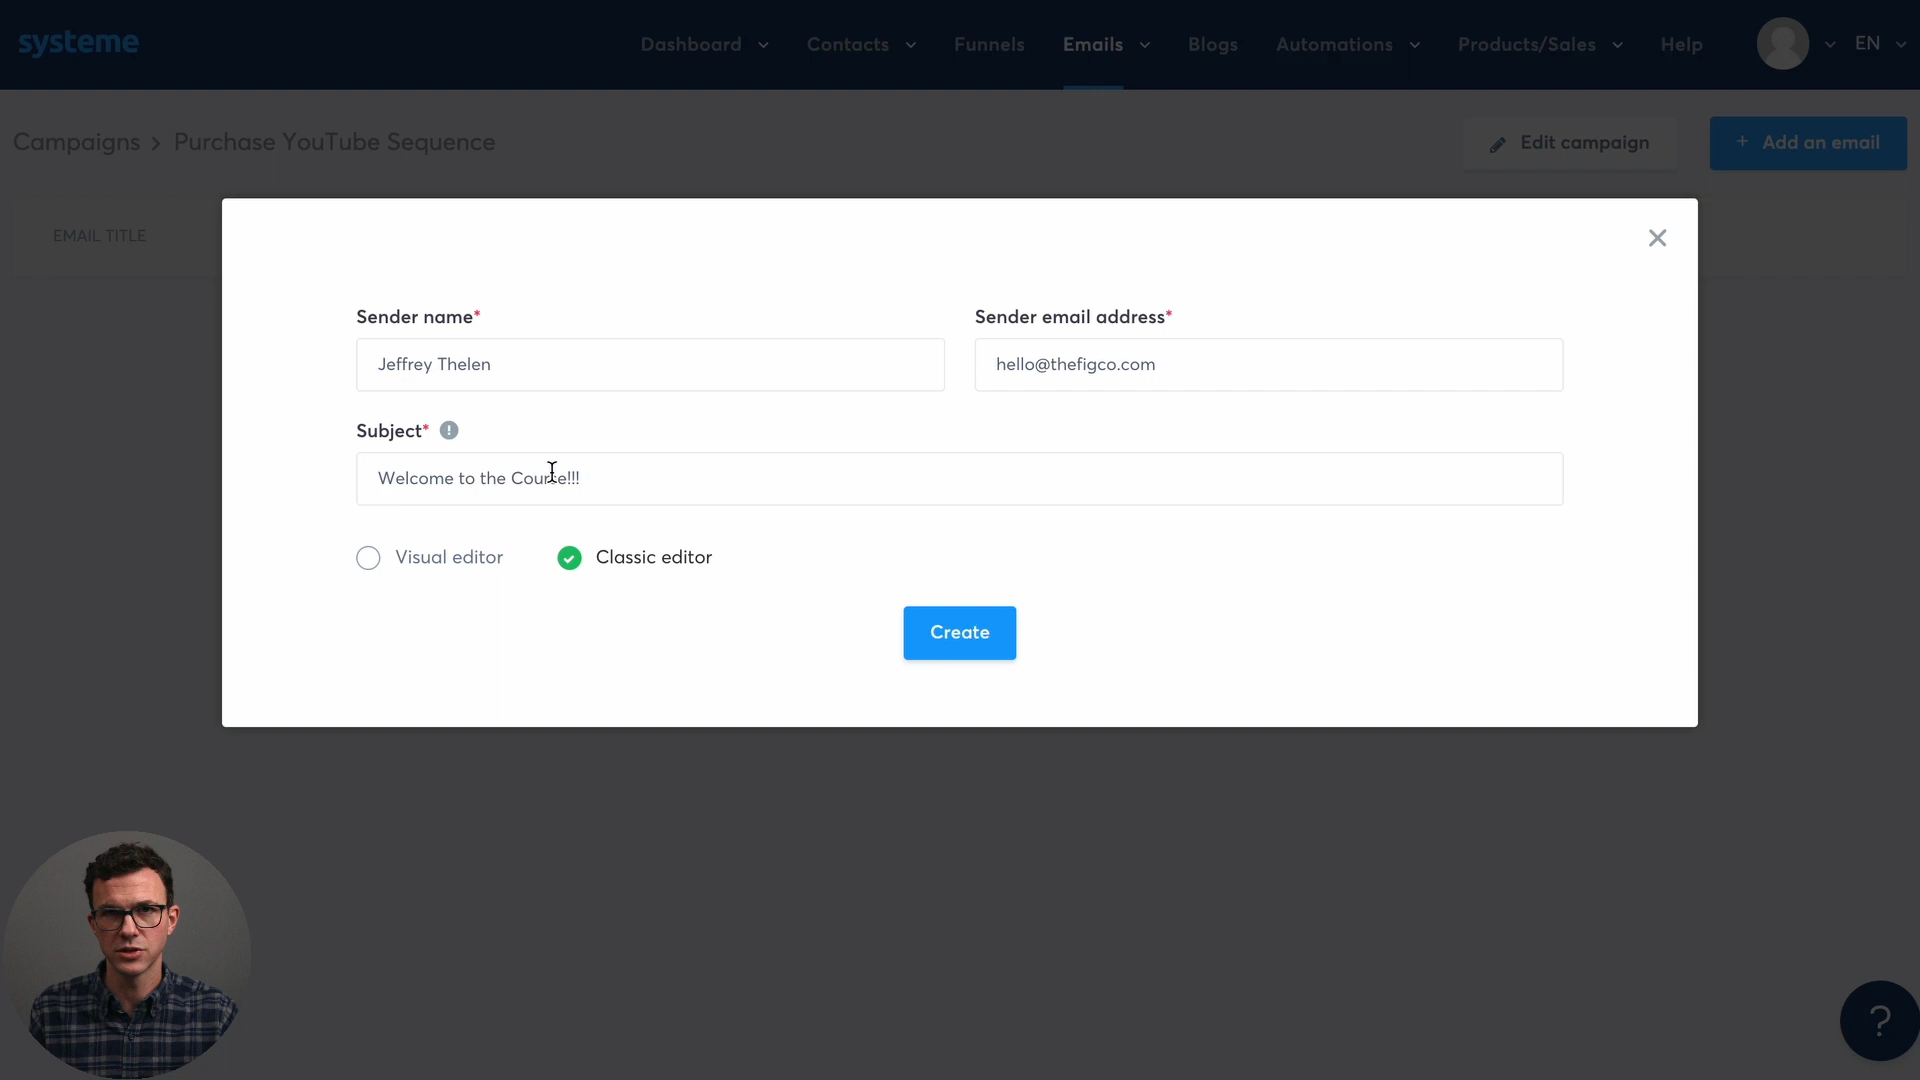 systeme
Dashboard Contacts Funnels Emails Blogs Automations Products/Sales Help EN
Campaigns > Purchase YouTube Sequence
Edit campaign
+ Add an email
EMAIL TITLE
Sender name*
Sender email address*
Jeffrey Thelen
hello@thefigco.com
Subject* !
Welcome to the Course!!!
Visual editor
Classic editor
Create
?